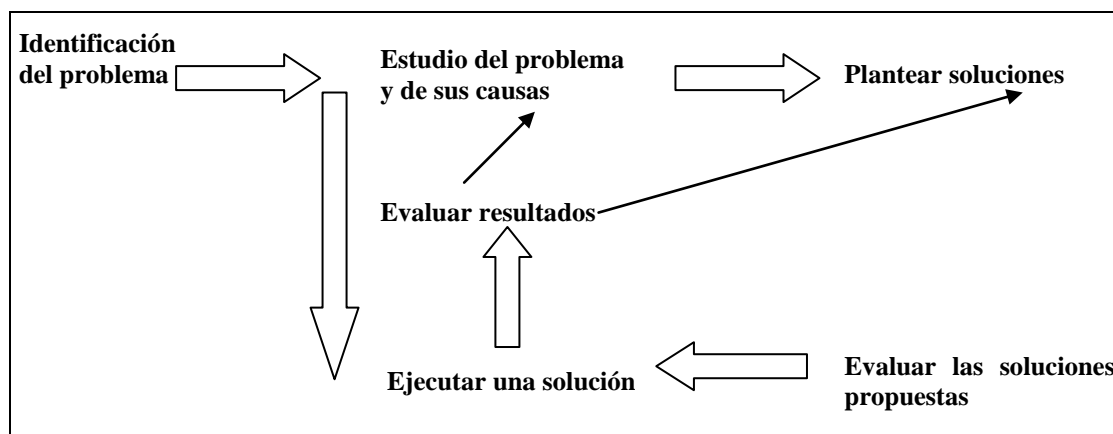 Identificación
del problema
Estudio del problema
y de sus causas
Plantear soluciones
Evaluar resultados
Ejecutar una solución
Evaluar las soluciones
propuestas